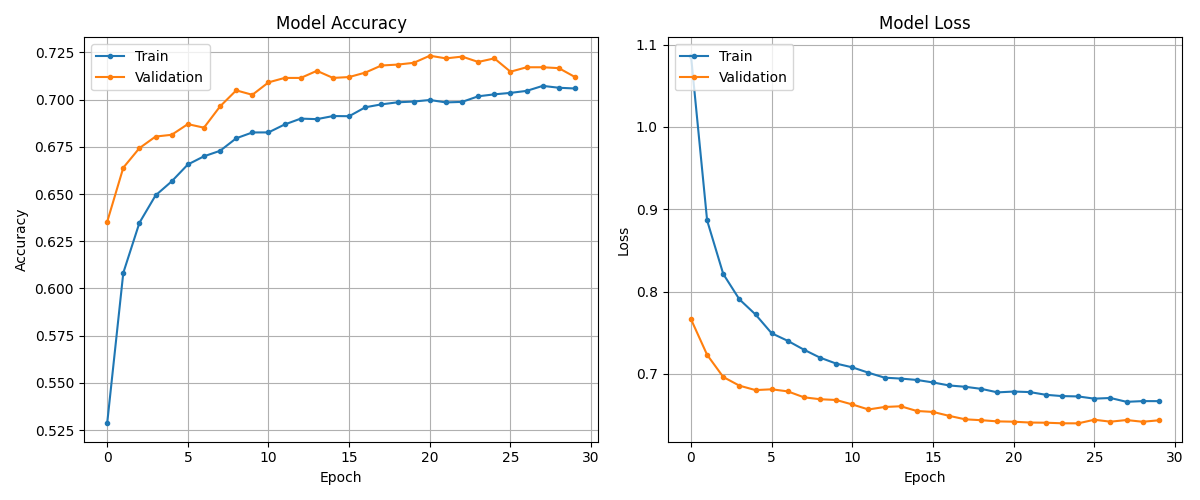 Model Accuracy
Train
Validation
0.725
0.700
0.675
0.650
0.625
0.600
0.575
0.550
0.525
Accuracy
0 5 10 15 20 25 30
Epoch
Model Loss
Train
Validation
1.1
1.0
0.9
0.8
0.7
Loss
0 5 10 15 20 25 30
Epoch